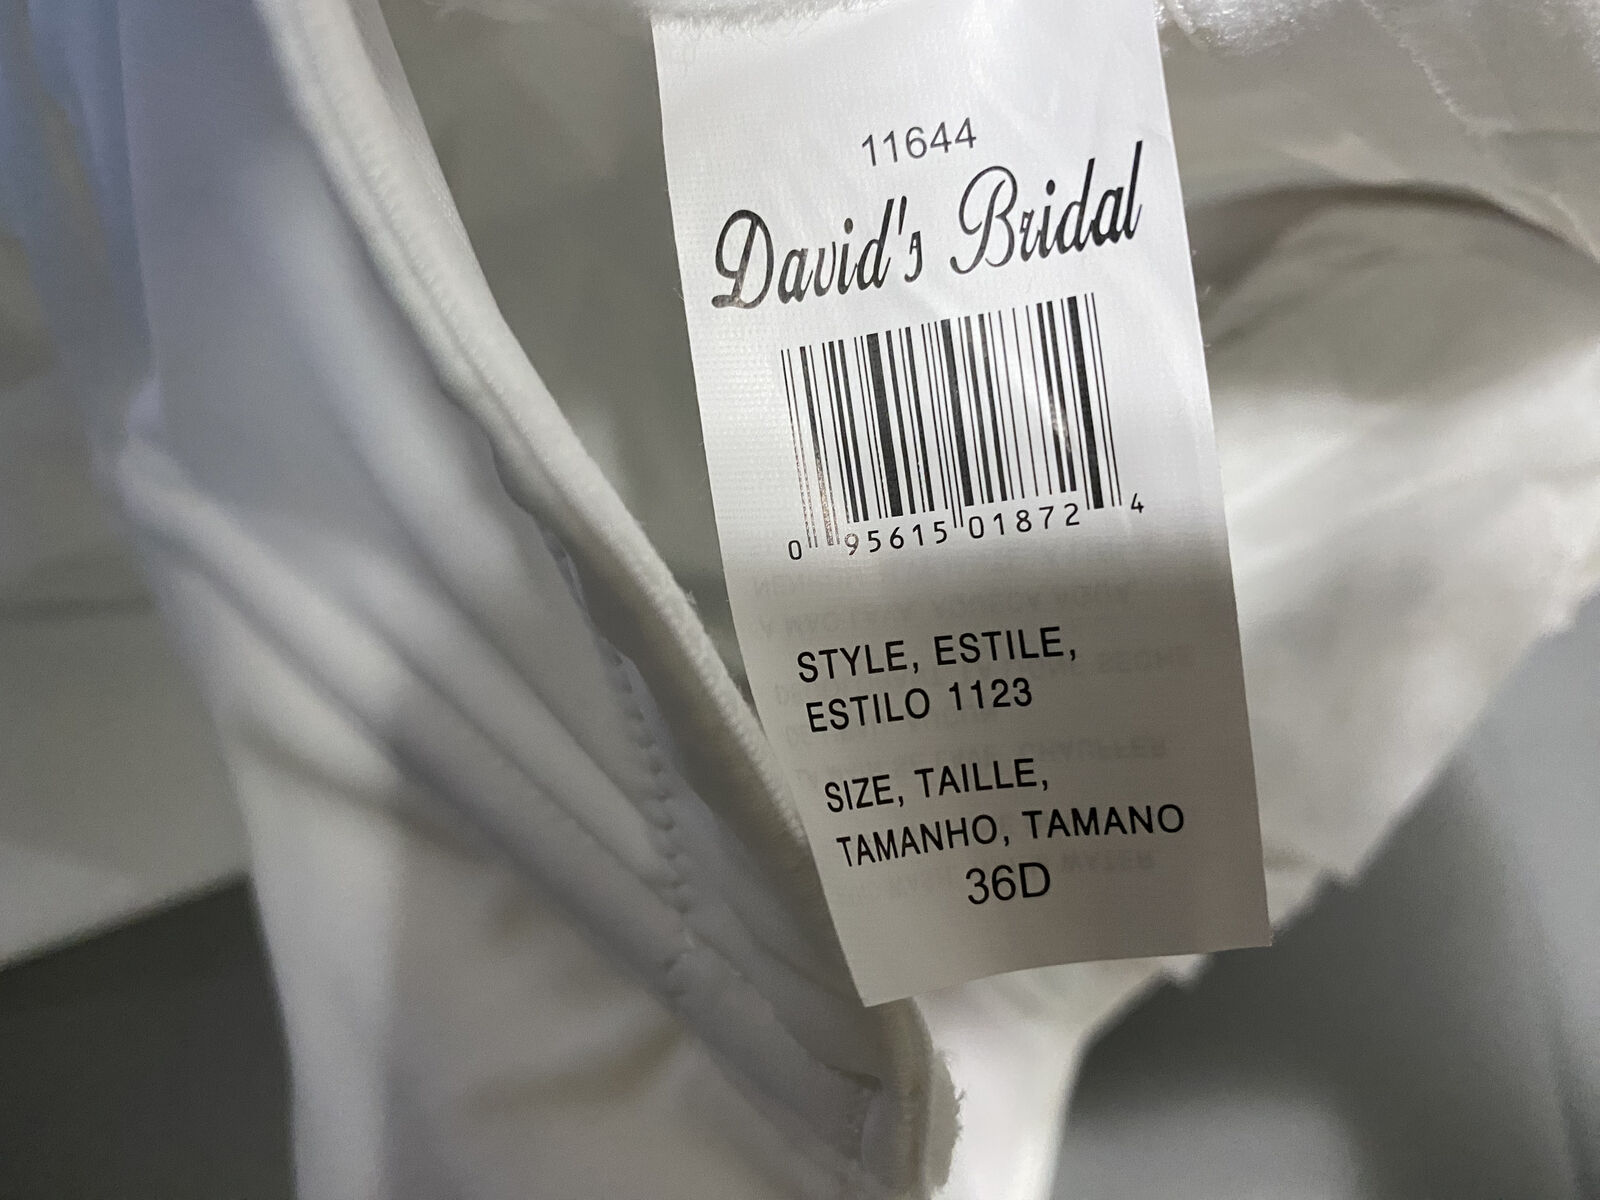 11644
David's Bridal
0 95615 01872 4
STYLE, ESTILE,
ESTILO 1123
SIZE, TAILLE,
TAMANHO, TAMANO
36D